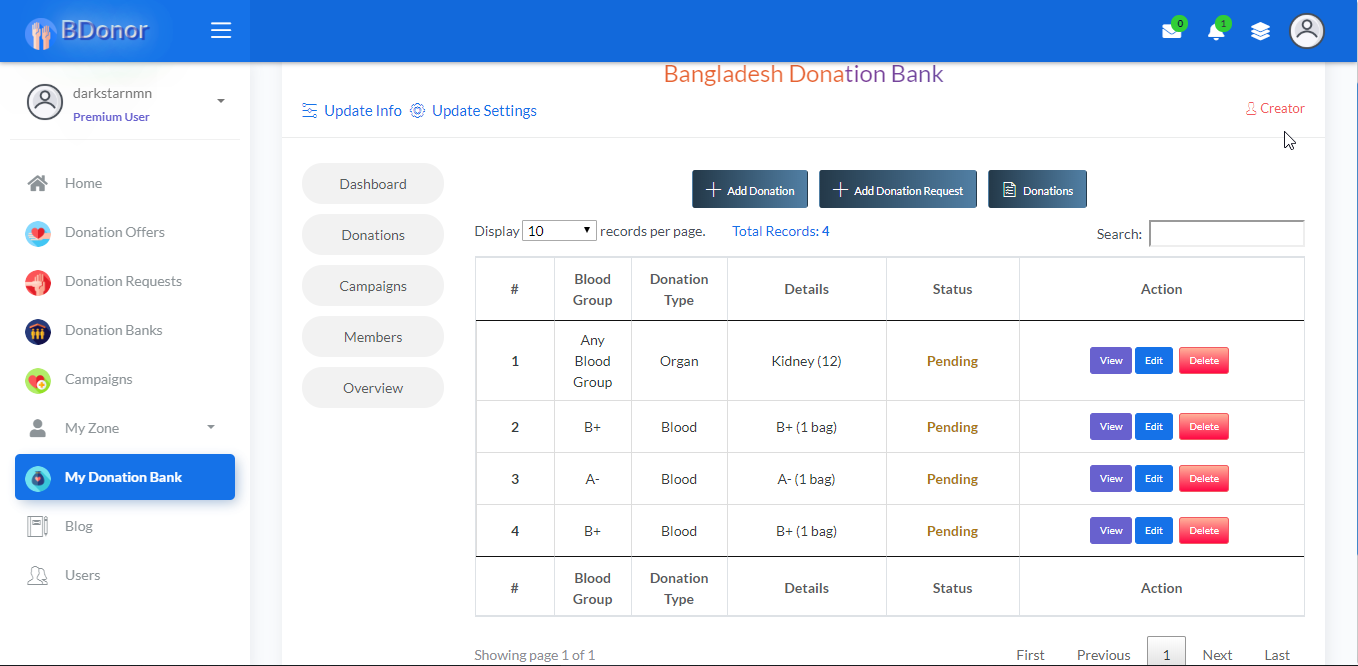 BDonor
0
1
darkstarnmn
Premium User
Home
Donation Offers
Donation Requests
Donation Banks
Campaigns
My Zone
My Donation Bank
Blog
Users
Bangladesh Donation Bank
Update Info Update Settings
Creator
Dashboard
Donations
Campaigns
Members
Overview
Add Donation Add Donation Request Donations
Display 10 records per page. Total Records: 4
Search:
# Blood Group Donation Type Details Status Action
1 Any Blood Group Organ Kidney (12) Pending View Edit Delete
2 B+ Blood B+ (1 bag) Pending View Edit Delete
3 A- Blood A- (1 bag) Pending View Edit Delete
4 B+ Blood B+ (1 bag) Pending View Edit Delete
# Blood Group Donation Type Details Status Action
Showing page 1 of 1
First Previous 1 Next Last